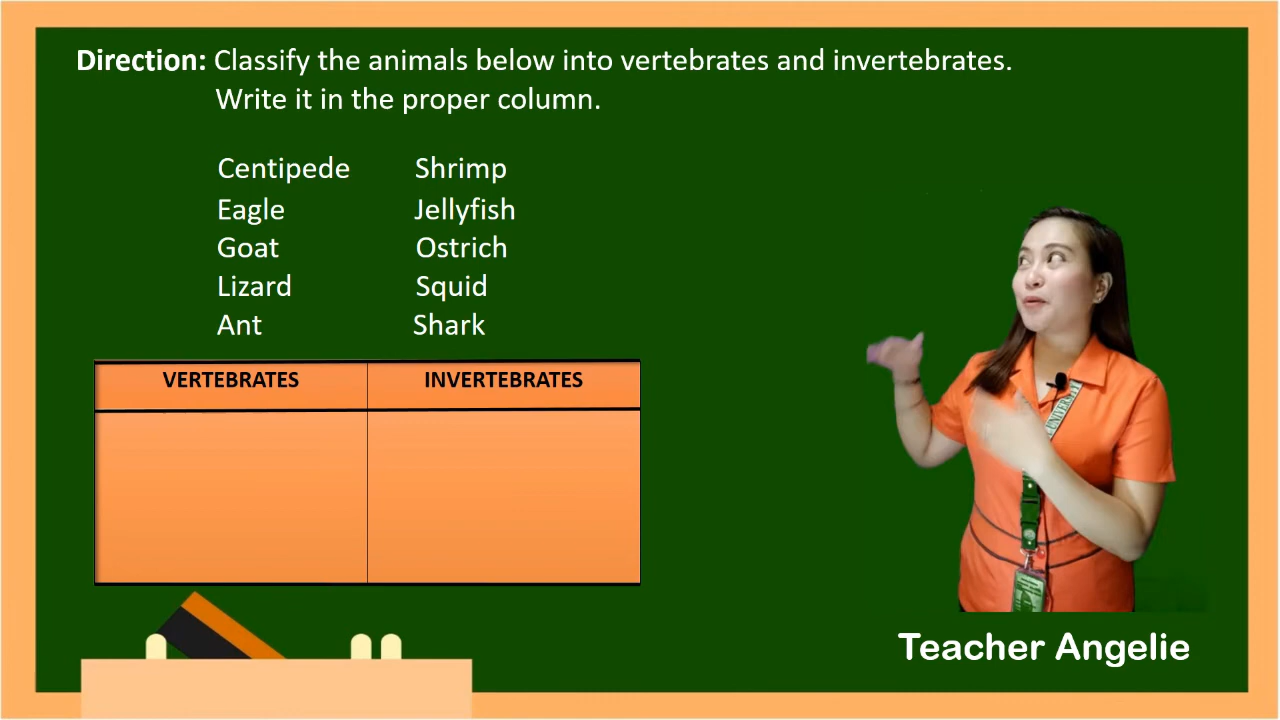 Direction: Classify the animals below into vertebrates and invertebrates.
Write it in the proper column.
Centipede Shrimp
Eagle Jellyfish
Goat Ostrich
Lizard Squid
Ant Shark
VERTEBRATES INVERTEBRATES
UNIVERSITY
Teacher Angelie